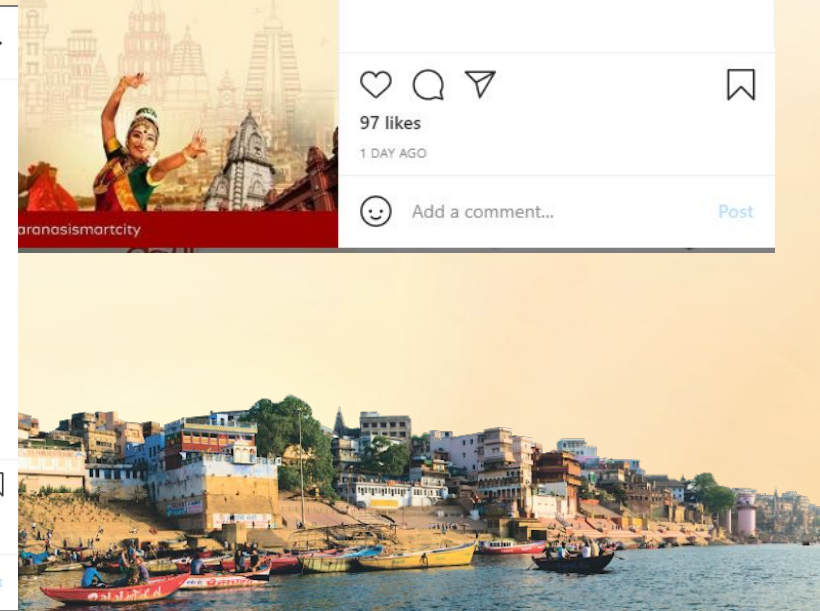 97 likes
1 DAY AGO
Add a comment...
Post
aranasismartcity